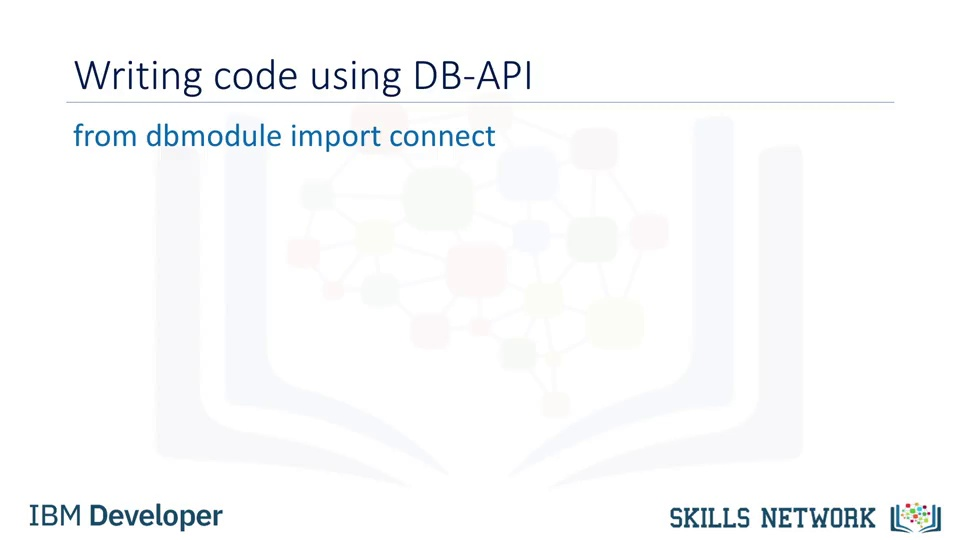 Writing code using DB-API
from dbmodule import connect
IBM Developer
SKILLS NETWORK